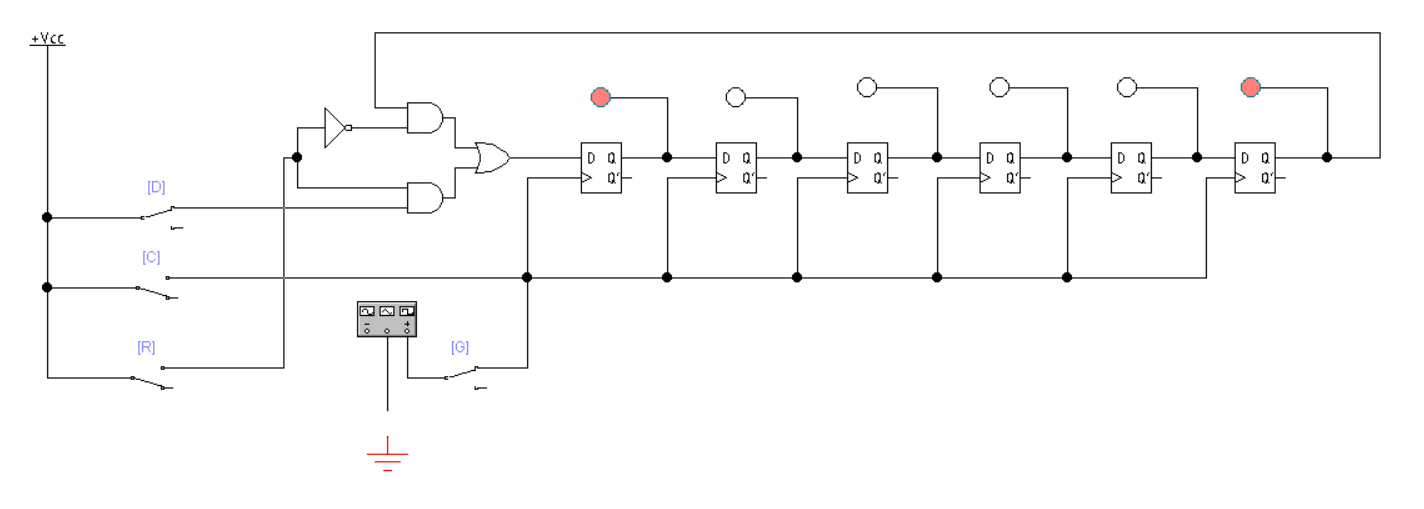 +Vcc
[D]
[C]
[R]
[G]
D Q
Q'
D Q
Q'
D Q
Q'
D Q
Q'
D Q
Q'
D Q
Q'
- +